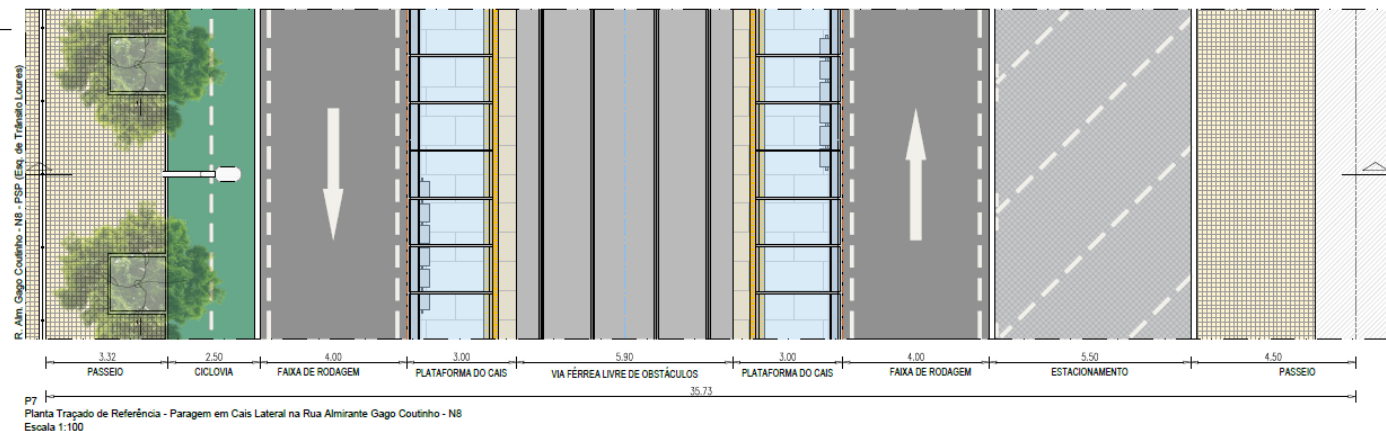 R. Alm. Gago Coutinho - N8 - PSP (Esq. de Trânsito Loures)
3.32 2.50 4.00 3.00 5.90 3.00 4.00 5.50 4.50
PASSEIO CICLOVIA FAIXA DE RODAGEM PLATAFORMA DO CAIS VIA FÉRREA LIVRE DE OBSTÁCULOS PLATAFORMA DO CAIS FAIXA DE RODAGEM ESTACIONAMENTO PASSEIO
35.73
P7
Planta Traçado de Referência - Paragem em Cais Lateral na Rua Almirante Gago Coutinho - N8
Escala 1:100